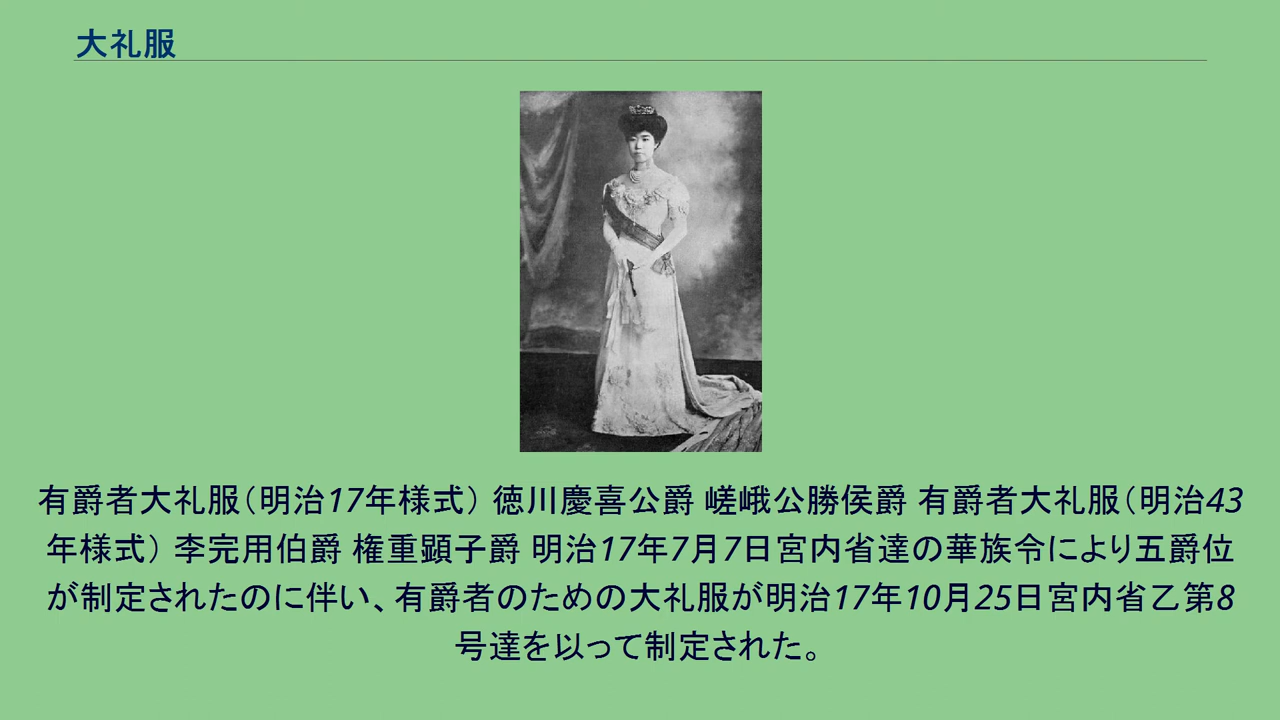 大礼服
有爵者大礼服（明治17年様式） 徳川慶喜公爵 嵯峨公勝侯爵 有爵者大礼服（明治43
年様式） 李完用伯爵 権重顕子爵 明治17年7月7日宮内省達の華族令により五爵位
が制定されたのに伴い、有爵者のための大礼服が明治17年10月25日宮内省乙第8
号達を以って制定された。